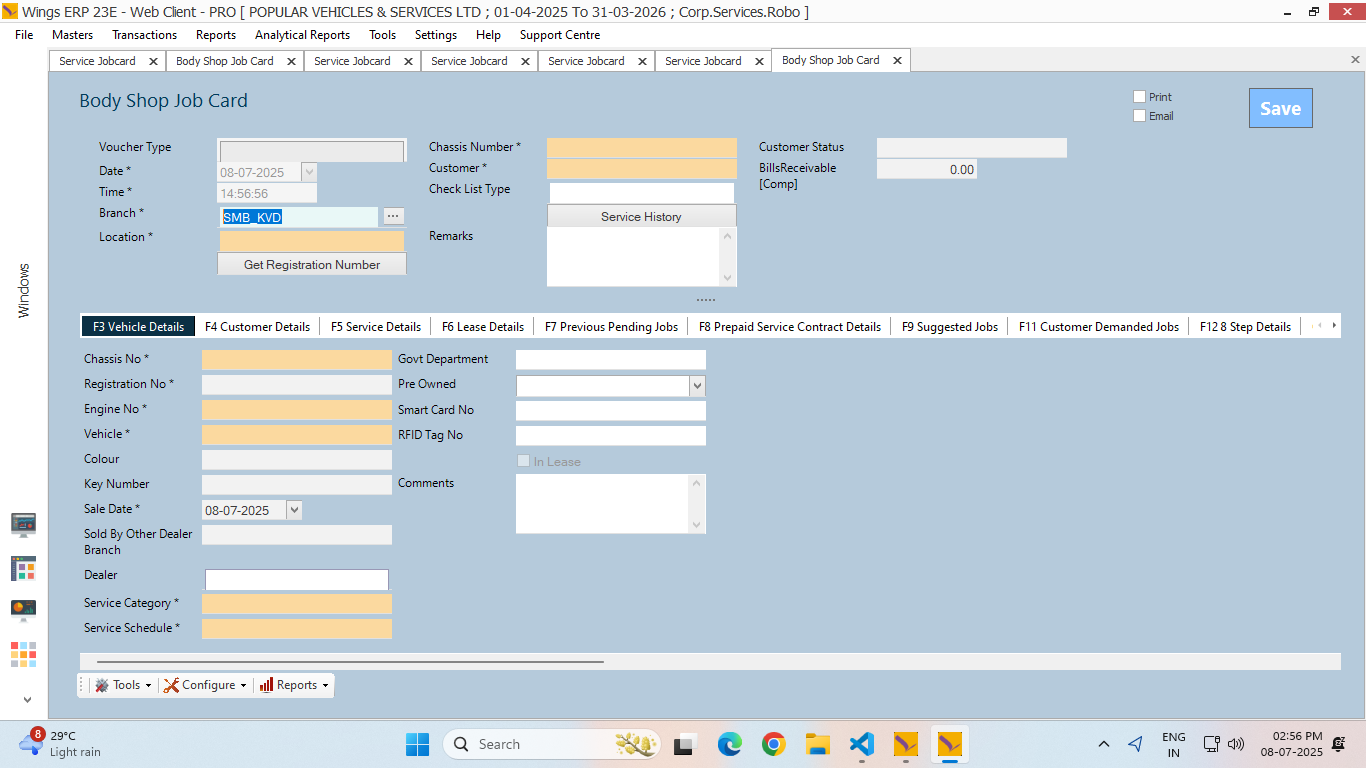 Wings ERP 23E - Web Client - PRO [ POPULAR VEHICLES & SERVICES LTD ; 01-04-2025 To 31-03-2026 ; Corp.Services.Robo ]
File Masters Transactions Reports Analytical Reports Tools Settings Help Support Centre
Service Jobcard Body Shop Job Card Service Jobcard Service Jobcard Service Jobcard Service Jobcard Body Shop Job Card
Body Shop Job Card
Print
Email
Save
Voucher Type
Date * 08-07-2025
Time * 14:56:56
Branch * SMB_KVD ...
Location *
Get Registration Number
Chassis Number *
Customer *
Check List Type
Service History
Remarks
Customer Status
BillsReceivable 0.00
[Comp]
Windows
F3 Vehicle Details F4 Customer Details F5 Service Details F6 Lease Details F7 Previous Pending Jobs F8 Prepaid Service Contract Details F9 Suggested Jobs F11 Customer Demanded Jobs F12 8 Step Details
Chassis No *
Registration No *
Engine No *
Vehicle *
Colour
Key Number
Sale Date * 08-07-2025
Sold By Other Dealer
Branch
Dealer
Service Category *
Service Schedule *
Govt Department
Pre Owned
Smart Card No
RFID Tag No
In Lease
Comments
Tools Configure Reports
8
29°C
Light rain
Search
ENG
IN
02:56 PM
08-07-2025